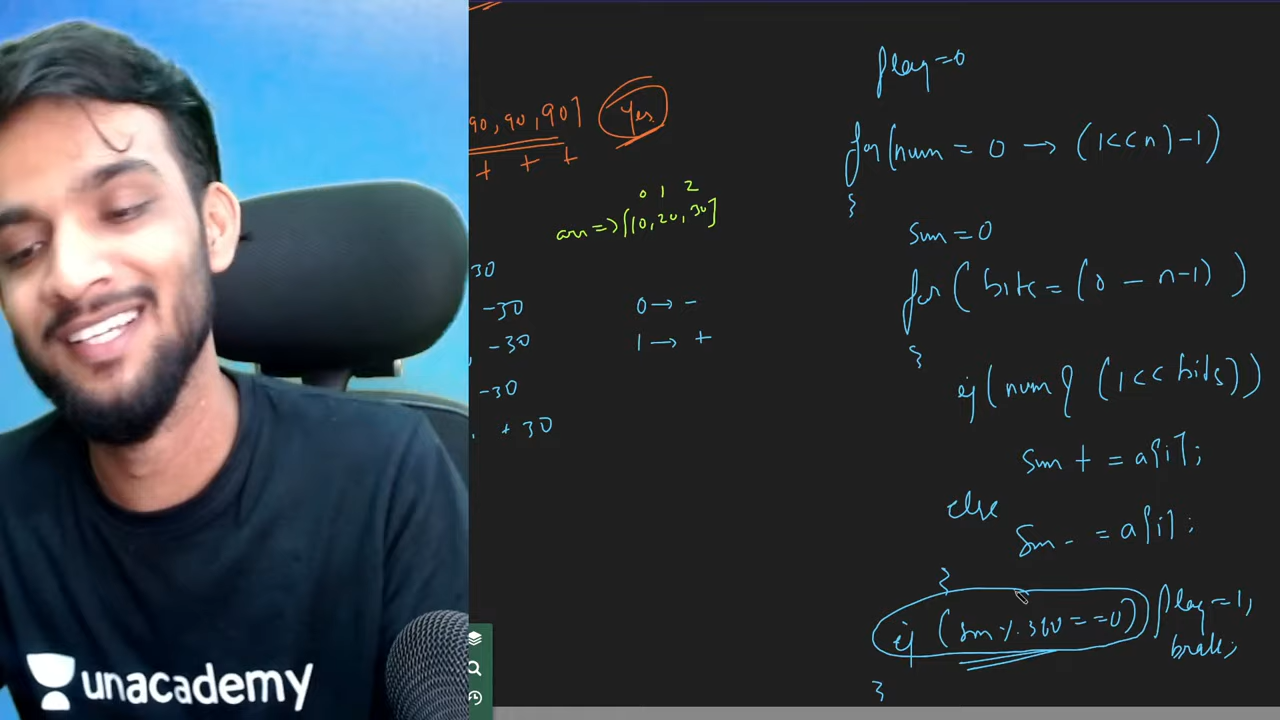 90, 90, 90] Yes
+ + +
0 1 2
arr => [10, 20, 30]
30
-30
, -30
-30
+ 30
0 → -
1 → +
flag = 0
for(num = 0 → (1<<n)-1)
{
sum = 0
for( bits = (0 - n-1) )
{
if(num & (1<< bits))
sum + = a[i];
else
sum - = a[i];
}
if (sum%360 == 0) flag = 1,
break;
}
unacademy